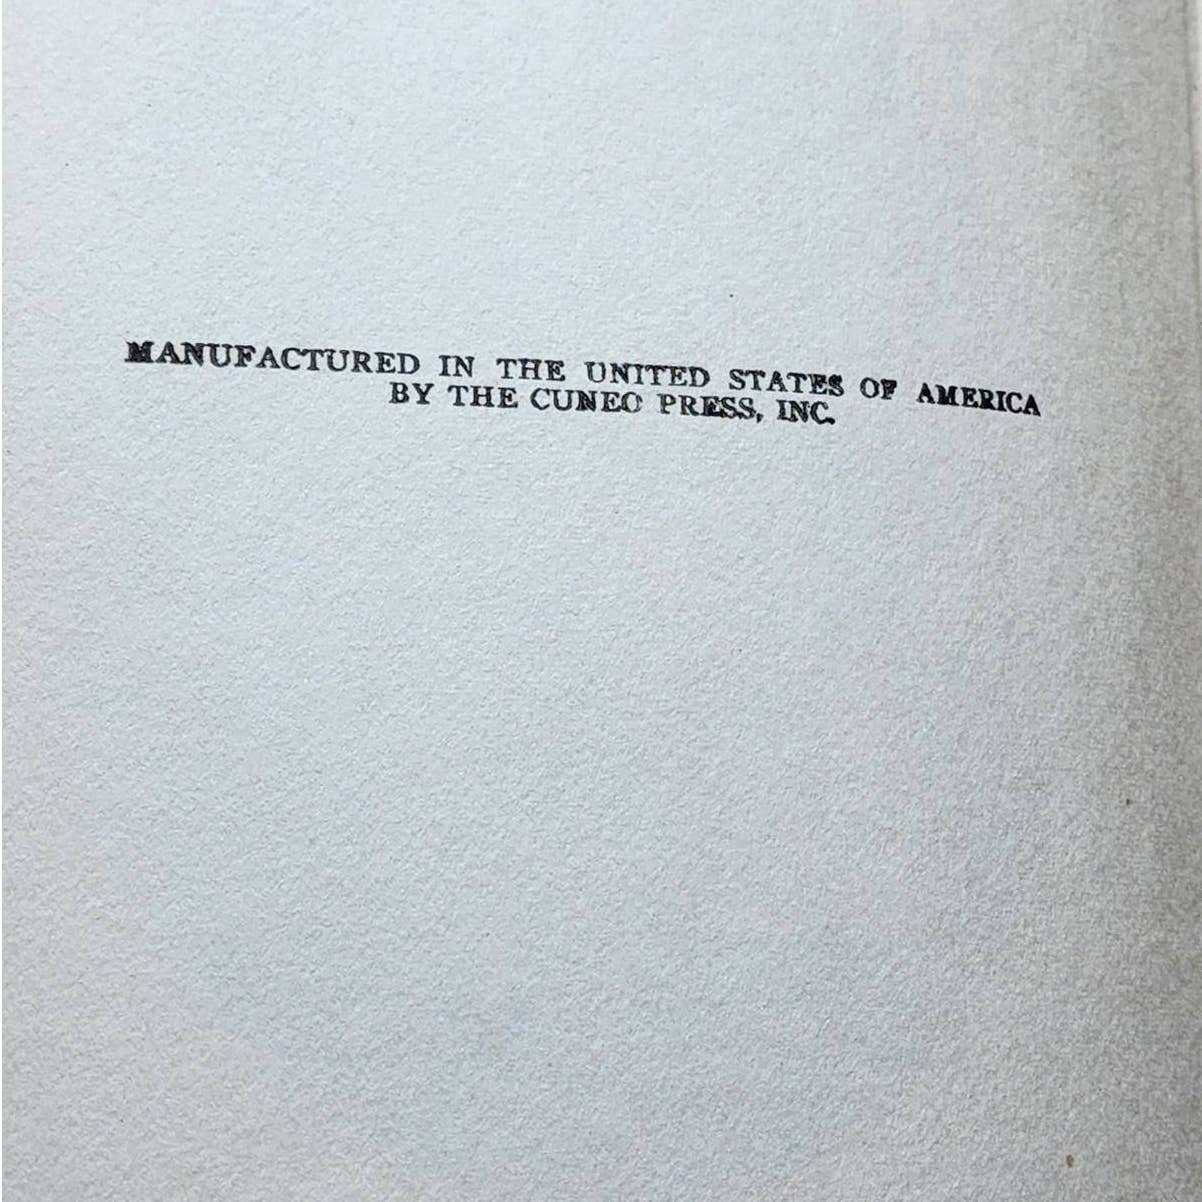 MANUFACTURED IN THE UNITED STATES OF AMERICA
BY THE CUNEO PRESS, INC.